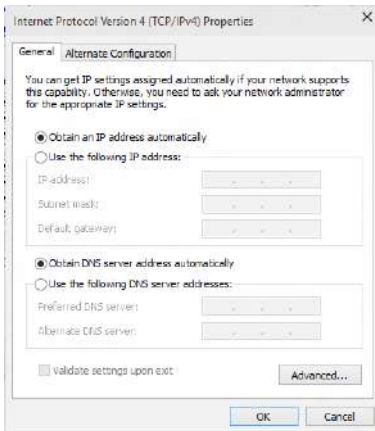 Internet Protocol Version 4 (TCP/IPv4) Properties
General
Alternate Configuration
You can get IP settings assigned automatically if your network supports
this capability. Otherwise, you need to ask your network administrator
for the appropriate IP settings.
Obtain an IP address automatically
Use the following IP address:
IP address:
Subnet mask:
Default gateway:
Obtain DNS server address automatically
Use the following DNS server addresses:
Preferred DNS server:
Alternate DNS server:
Validate settings upon exit
Advanced...
OK
Cancel